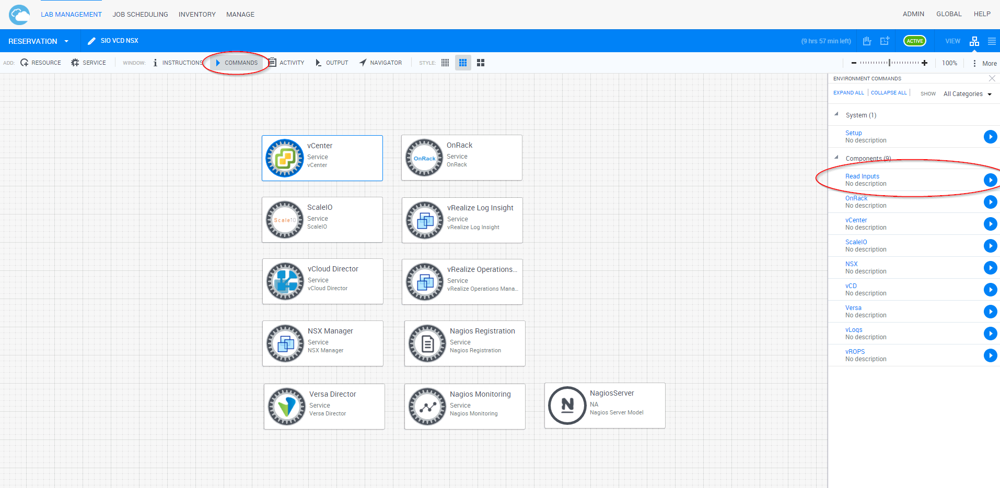 LAB MANAGEMENT JOB SCHEDULING INVENTORY MANAGE ADMIN GLOBAL HELP
RESERVATION SIO VCD NSX (9 hrs 57 min left) ACTIVE VIEW
ADD: RESOURCE SERVICE WINDOW: INSTRUCTIONS COMMANDS ACTIVITY OUTPUT NAVIGATOR STYLE: 100% More
vCenter
Service
vCenter
OnRack
OnRack
Service
OnRack
ScaleIO
ScaleIO
Service
ScaleIO
vRealize Log Insight
Service
vRealize Log Insight
vCloud Director
Service
vCloud Director
vRealize Operations...
Service
vRealize Operations Mana...
NSX Manager
Service
NSX Manager
Nagios Registration
Service
Nagios Registration
Versa Director
Service
Versa Director
Nagios Monitoring
Service
Nagios Monitoring
N
NagiosServer
NA
Nagios Server Model
ENVIRONMENT COMMANDS
EXPAND ALL COLLAPSE ALL SHOW All Categories
System (1)
Setup
No description
Components (9)
Read Inputs
No description
OnRack
No description
vCenter
No description
ScaleIO
No description
NSX
No description
vCD
No description
Versa
No description
vLogs
No description
vROPS
No description